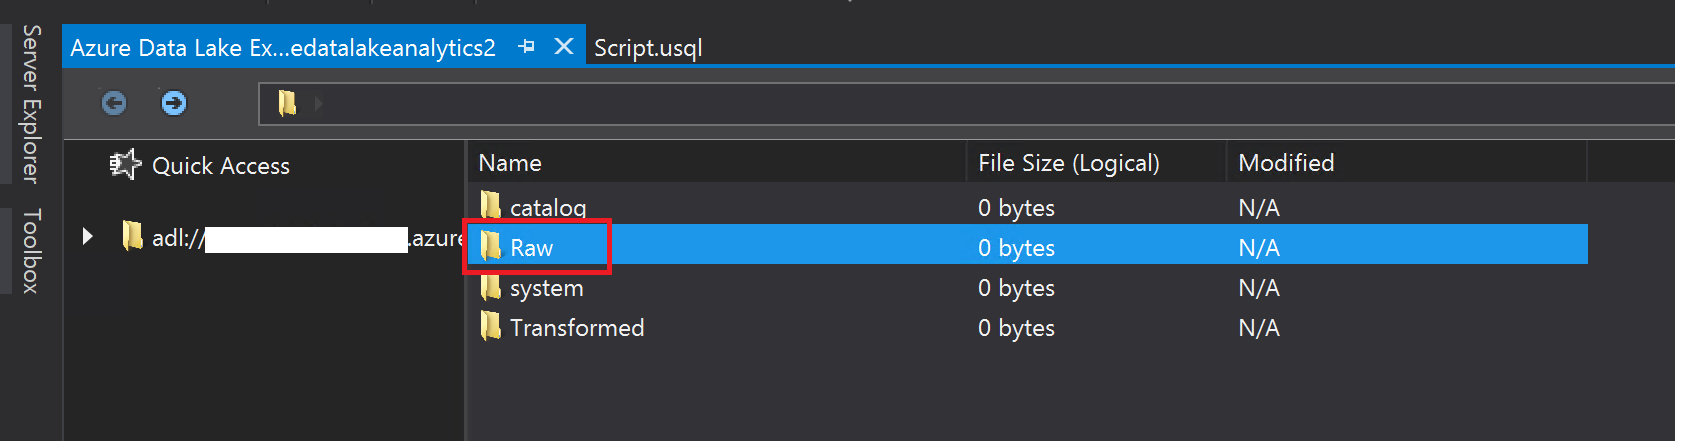 Server Explorer
Toolbox
Azure Data Lake Ex...edatalakeanalytics2
Script.usql
Quick Access
adl:// .azure
Name File Size (Logical) Modified
catalog 0 bytes N/A
Raw 0 bytes N/A
system 0 bytes N/A
Transformed 0 bytes N/A